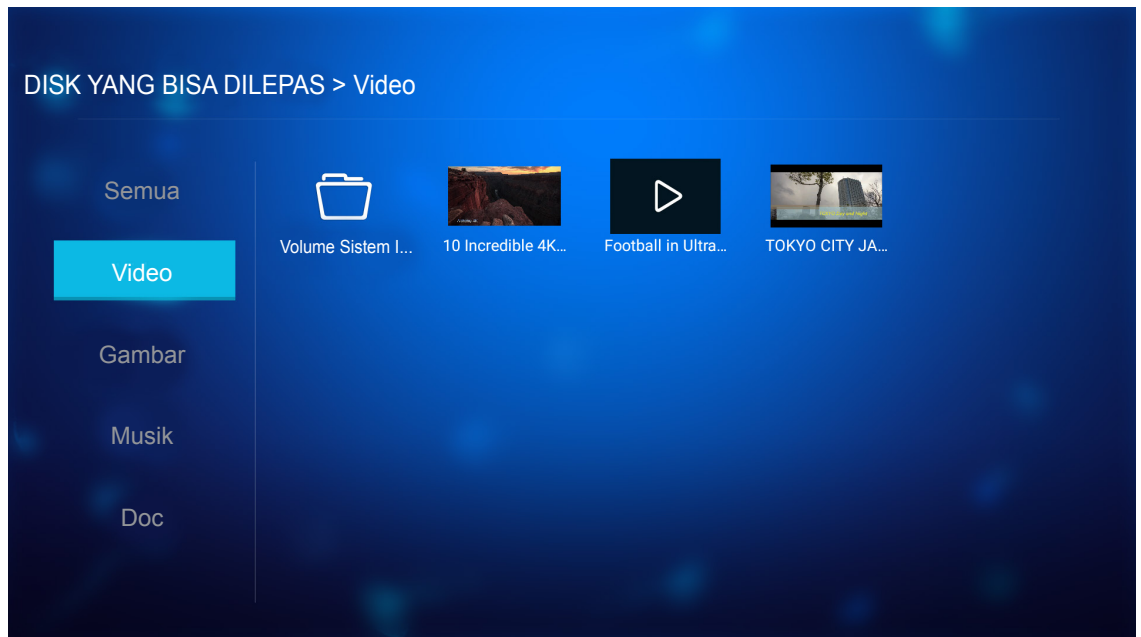 DISK YANG BISA DILEPAS > Video
Semua
Video
Gambar
Musik
Doc
Volume Sistem I...
10 Incredible 4K...
Football in Ultra...
TOKYO CITY JA...